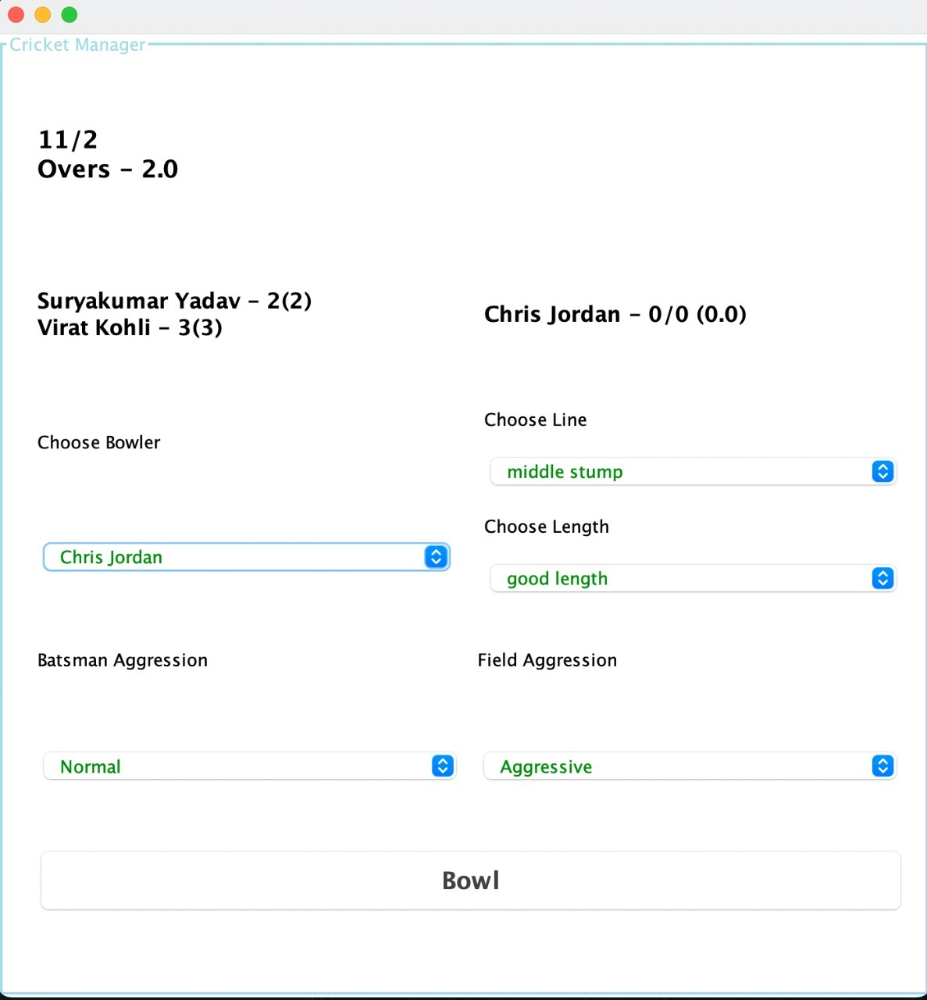 Cricket Manager
11/2
Overs – 2.0
Suryakumar Yadav – 2(2)
Virat Kohli – 3(3)
Chris Jordan – 0/0 (0.0)
Choose Bowler
Chris Jordan
Choose Line
middle stump
Choose Length
good length
Batsman Aggression
Normal
Field Aggression
Aggressive
Bowl